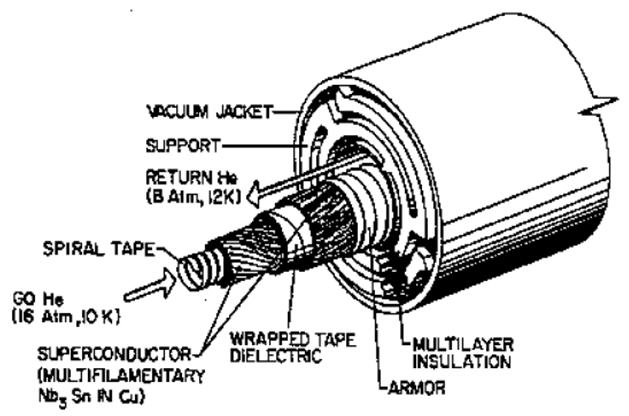 VACUUM JACKET
SUPPORT
RETURN He
(8 Atm, 12K)
SPIRAL TAPE
GO He
(16 Atm, 10 K)
SUPERCONDUCTOR
(MULTIFILAMENTARY
Nb3 Sn IN Cu)
WRAPPED TAPE
DIELECTRIC
MULTILAYER
INSULATION
ARMOR